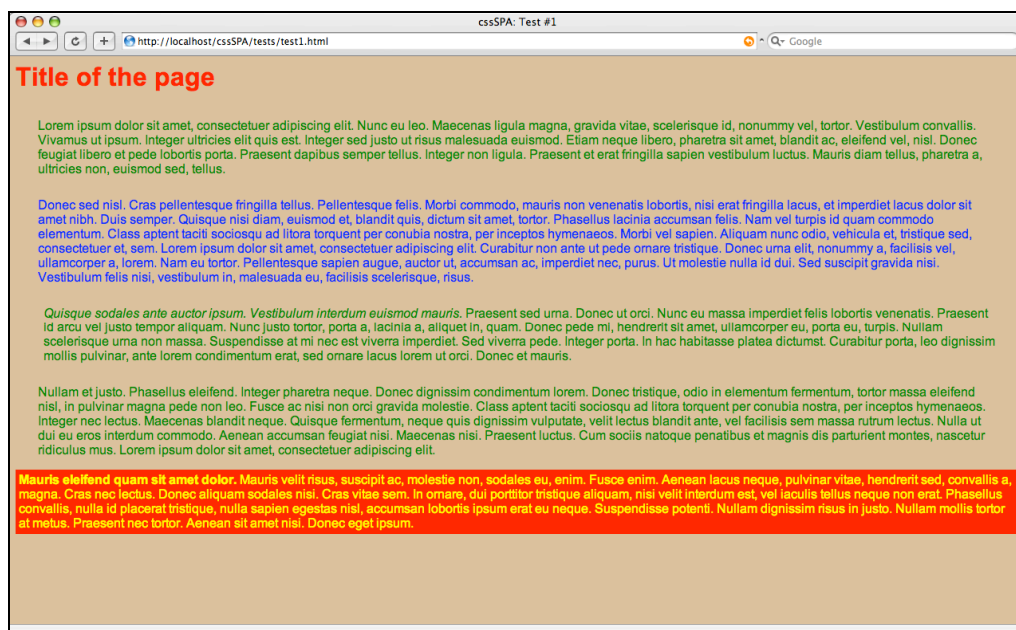 cssSPA: Test #1
http://localhost/cssSPA/tests/test1.html
Google
Title of the page
Lorem ipsum dolor sit amet, consectetuer adipiscing elit. Nunc eu leo. Maecenas ligula magna, gravida vitae, scelerisque id, nonummy vel, tortor. Vestibulum convallis.
Vivamus ut ipsum. Integer ultricies elit quis est. Integer sed justo ut risus malesuada euismod. Etiam neque libero, pharetra sit amet, blandit ac, eleifend vel, nisl. Donec
feugiat libero et pede lobortis porta. Praesent dapibus semper tellus. Integer non ligula. Praesent et erat fringilla sapien vestibulum luctus. Mauris diam tellus, pharetra a,
ultricies non, euismod sed, tellus.
Donec sed nisl. Cras pellentesque fringilla tellus. Pellentesque felis. Morbi commodo, mauris non venenatis lobortis, nisi erat fringilla lacus, et imperdiet lacus dolor sit
amet nibh. Duis semper. Quisque nisi diam, euismod et, blandit quis, dictum sit amet, tortor. Phasellus lacinia accumsan felis. Nam vel turpis id quam commodo
elementum. Class aptent taciti sociosqu ad litora torquent per conubia nostra, per inceptos hymenaeos. Morbi vel sapien. Aliquam nunc odio, vehicula et, tristique sed,
consectetuer et, sem. Lorem ipsum dolor sit amet, consectetuer adipiscing elit. Curabitur non ante ut pede ornare tristique. Donec urna elit, nonummy a, facilisis vel,
ullamcorper a, lorem. Nam eu tortor. Pellentesque sapien augue, auctor ut, accumsan ac, imperdiet nec, purus. Ut molestie nulla id dui. Sed suscipit gravida nisi.
Vestibulum felis nisi, vestibulum in, malesuada eu, facilisis scelerisque, risus.
Quisque sodales ante auctor ipsum. Vestibulum interdum euismod mauris. Praesent sed urna. Donec ut orci. Nunc eu massa imperdiet felis lobortis venenatis. Praesent
id arcu vel justo tempor aliquam. Nunc justo tortor, porta a, lacinia a, aliquet in, quam. Donec pede mi, hendrerit sit amet, ullamcorper eu, porta eu, turpis. Nullam
scelerisque urna non massa. Suspendisse at mi nec est viverra imperdiet. Sed viverra pede. Integer porta. In hac habitasse platea dictumst. Curabitur porta, leo dignissim
mollis pulvinar, ante lorem condimentum erat, sed ornare lacus lorem ut orci. Donec et mauris.
Nullam et justo. Phasellus eleifend. Integer pharetra neque. Donec dignissim condimentum lorem. Donec tristique, odio in elementum fermentum, tortor massa eleifend
nisl, in pulvinar magna pede non leo. Fusce ac nisi non orci gravida molestie. Class aptent taciti sociosqu ad litora torquent per conubia nostra, per inceptos hymenaeos.
Integer nec lectus. Maecenas blandit neque. Quisque fermentum, neque quis dignissim vulputate, velit lectus blandit ante, vel facilisis sem massa rutrum lectus. Nulla ut
dui eu eros interdum commodo. Aenean accumsan feugiat nisi. Maecenas nisi. Praesent luctus. Cum sociis natoque penatibus et magnis dis parturient montes, nascetur
ridiculus mus. Lorem ipsum dolor sit amet, consectetuer adipiscing elit.
Mauris eleifend quam sit amet dolor. Mauris velit risus, suscipit ac, molestie non, sodales eu, enim. Fusce enim. Aenean lacus neque, pulvinar vitae, hendrerit sed, convallis a,
magna. Cras nec lectus. Donec aliquam sodales nisi. Cras vitae sem. In ornare, dui porttitor tristique aliquam, nisi velit interdum est, vel iaculis tellus neque non erat. Phasellus
convallis, nulla id placerat tristique, nulla sapien egestas nisl, accumsan lobortis ipsum erat eu neque. Suspendisse potenti. Nullam dignissim risus in justo. Nullam mollis tortor
at metus. Praesent nec tortor. Aenean sit amet nisi. Donec eget ipsum.